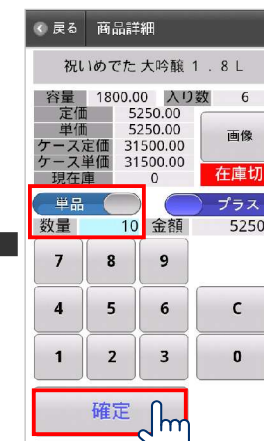 戻る 商品詳細
祝いめでた 大吟醸 1.8L
容量 1800.00 入り数 6
定価 5250.00
単価 5250.00
画像
ケース定価 31500.00
ケース単価 31500.00
現在庫 0 在庫切
単品 プラス
数量 10 金額 5250
7 8 9
4 5 6 C
1 2 3 0
確定